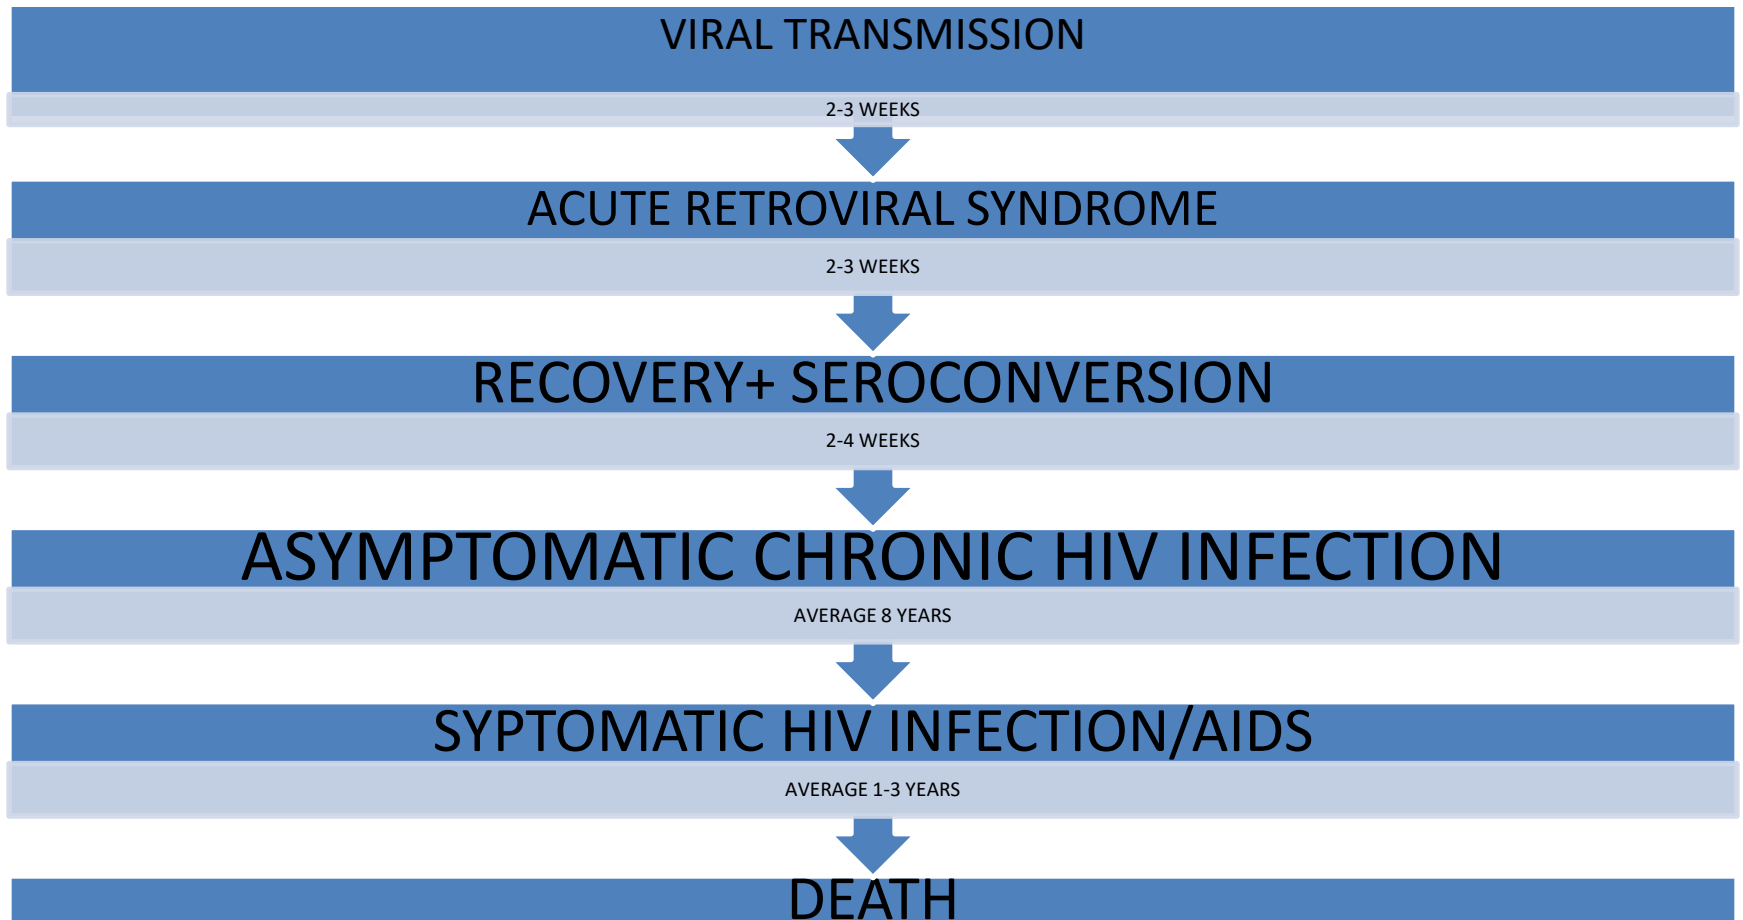 VIRAL TRANSMISSION
2-3 WEEKS
ACUTE RETROVIRAL SYNDROME
2-3 WEEKS
RECOVERY+ SEROCONVERSION
2-4 WEEKS
ASYMPTOMATIC CHRONIC HIV INFECTION
AVERAGE 8 YEARS
SYPTOMATIC HIV INFECTION/AIDS
AVERAGE 1-3 YEARS
DEATH